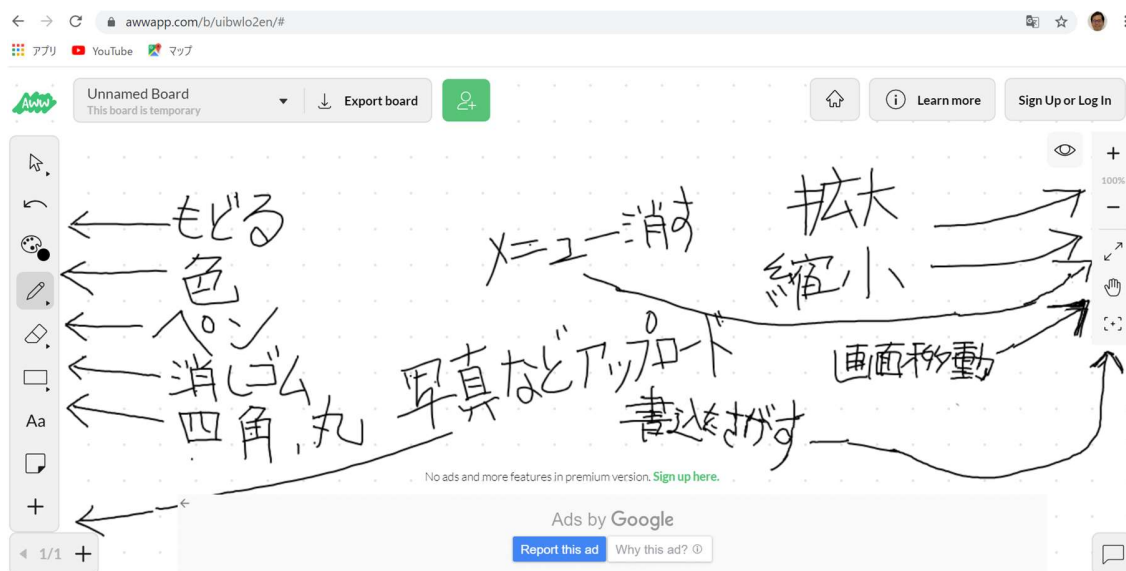 awwapp.com/b/uibwlo2en/#
アプリ YouTube マップ
Aww
Unnamed Board
This board is temporary
Export board
Learn more
Sign Up or Log In
100%
もどる
色
ペン
消しゴム
四角,丸
メニュー消す
拡大
縮小
画面移動
写真などアップロード
書込をさがす
Aa
No ads and more features in premium version. Sign up here.
Ads by Google
Report this ad
Why this ad?
1/1